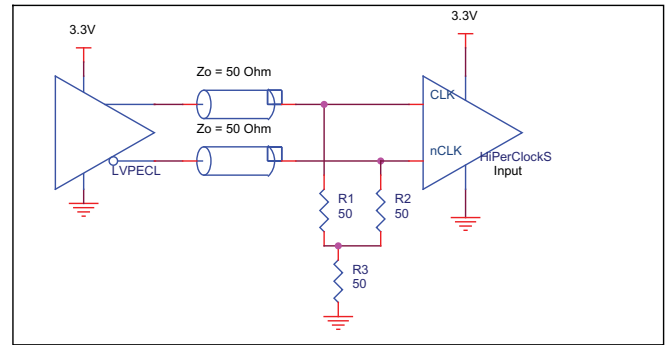 3.3V
3.3V
Zo = 50 Ohm
CLK
Zo = 50 Ohm
nCLK
HiPerClockS
Input
LVPECL
R1
50
R2
50
R3
50